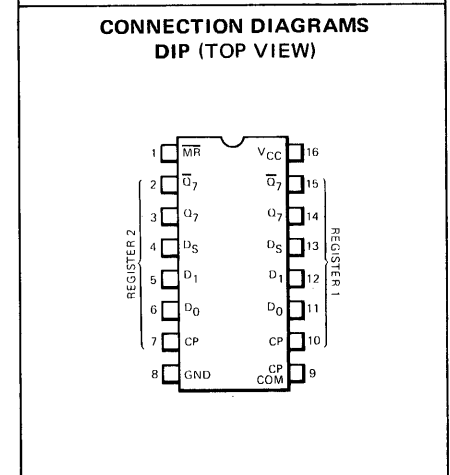 CONNECTION DIAGRAMS
DIP (TOP VIEW)
1 M̅R̅ VCC 16
2 Q̅7 Q̅7 15
3 Q7 Q7 14
4 DS DS 13
5 D1 D1 12
6 D0 D0 11
7 CP CP 10
8 GND CP COM 9
REGISTER 2
REGISTER 1